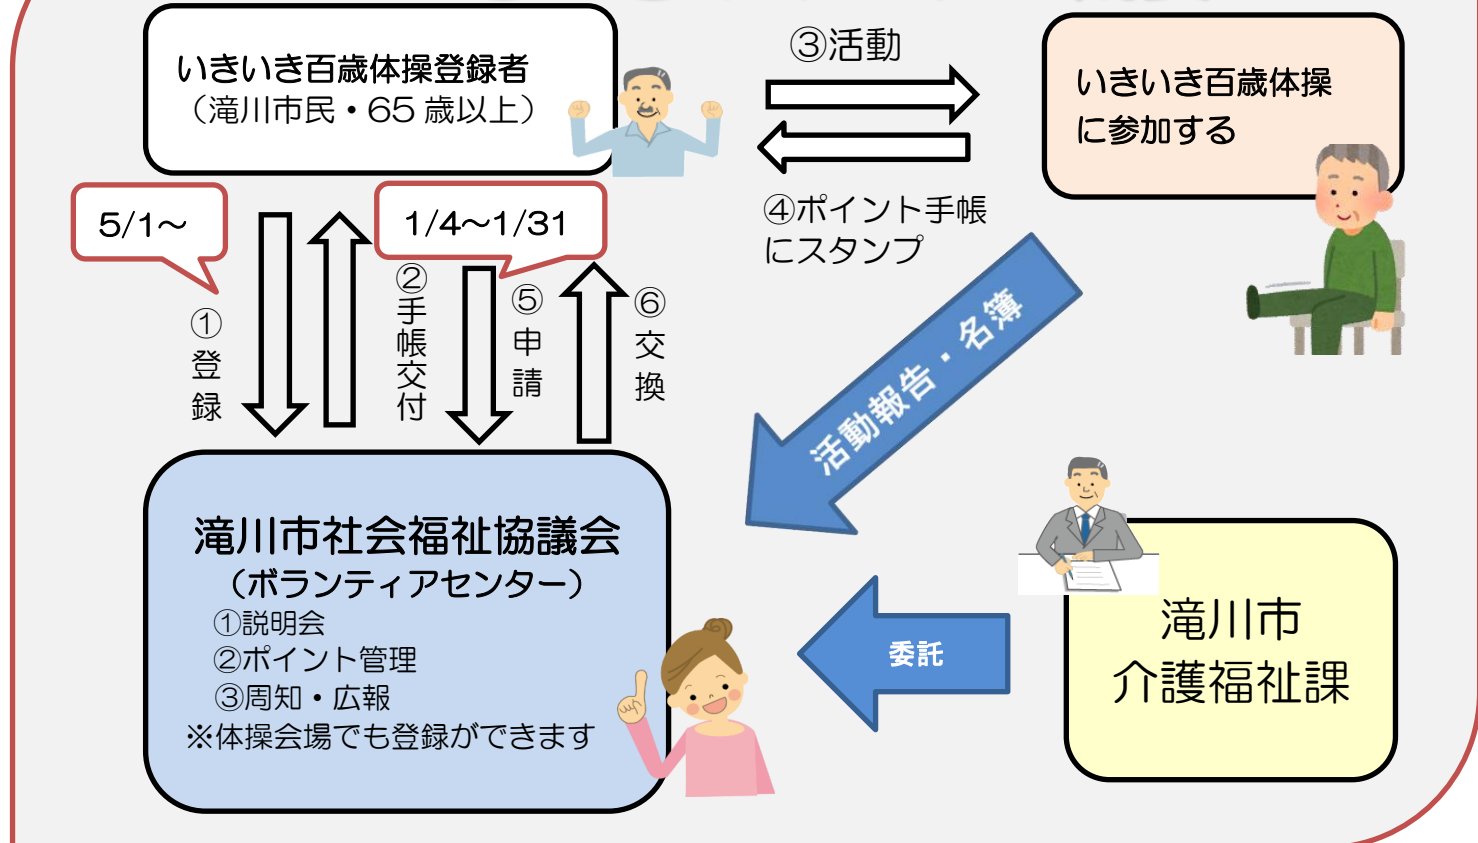 いきいき百歳体操登録者
（滝川市民・65歳以上）
③活動
いきいき百歳体操
に参加する
④ポイント手帳
にスタンプ
5/1～
1/4～1/31
①登録
②手帳交付
⑤申請
⑥交換
活動報告・名簿
滝川市社会福祉協議会
（ボランティアセンター）
①説明会
②ポイント管理
③周知・広報
※体操会場でも登録ができます
委託
滝川市
介護福祉課